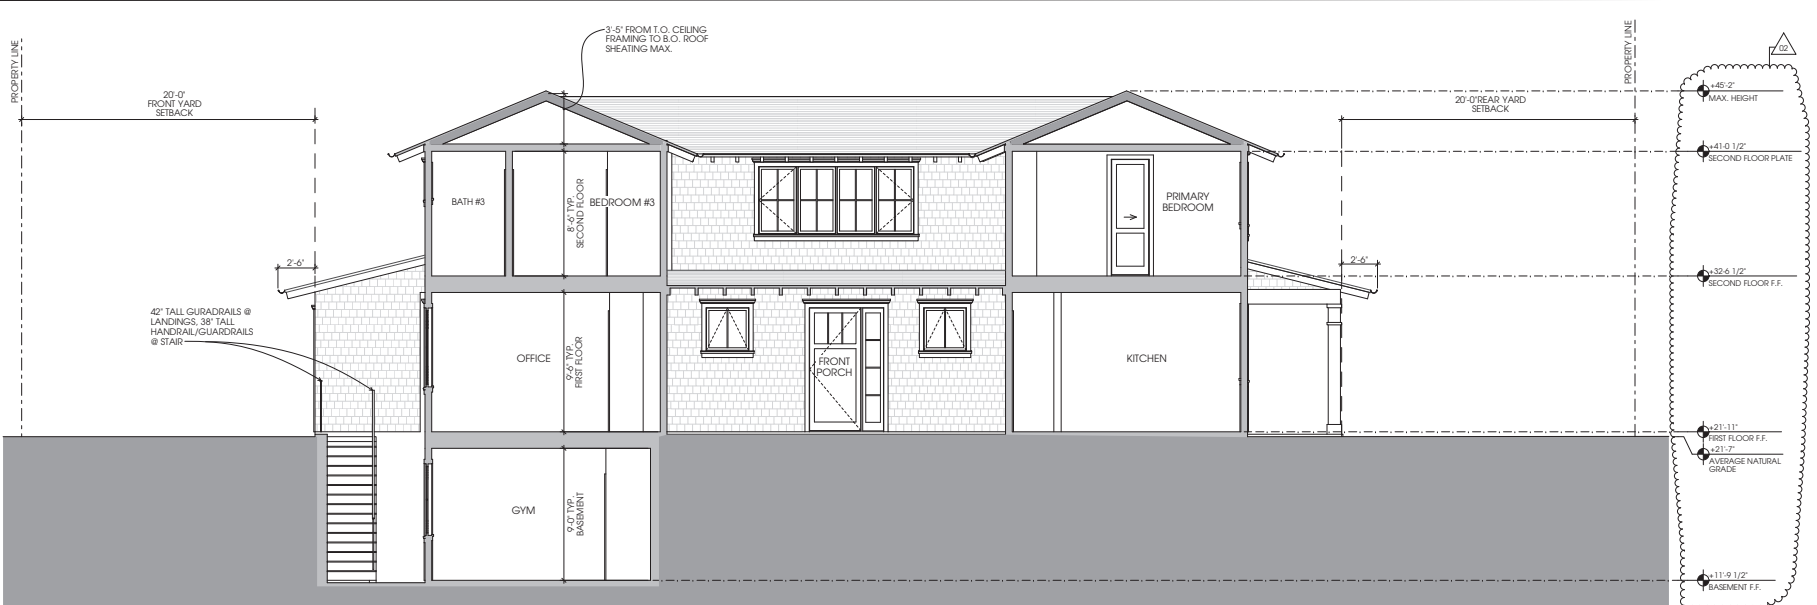 PROPERTY LINE
20'-0"
FRONT YARD
SETBACK
3'-5" FROM T.O. CEILING
FRAMING TO B.O. ROOF
SHEATING MAX.
PROPERTY LINE
20'-0"REAR YARD
SETBACK
02
+45'-2"
MAX. HEIGHT
+41-0 1/2"
SECOND FLOOR PLATE
BATH #3
8'-6" TYP.
SECOND FLOOR
BEDROOM #3
PRIMARY
BEDROOM
2'-6"
2'-6"
+32-6 1/2"
SECOND FLOOR F.F.
42" TALL GURADRAILS @
LANDINGS, 38" TALL
HANDRAIL/GUARDRAILS
@ STAIR
OFFICE
9'-6" TYP.
FIRST FLOOR
FRONT
PORCH
KITCHEN
+21'-11"
FIRST FLOOR F.F.
+21'-7"
AVERAGE NATURAL
GRADE
GYM
9'-0" TYP.
BASEMENT
+11'-9 1/2"
BASEMENT F.F.